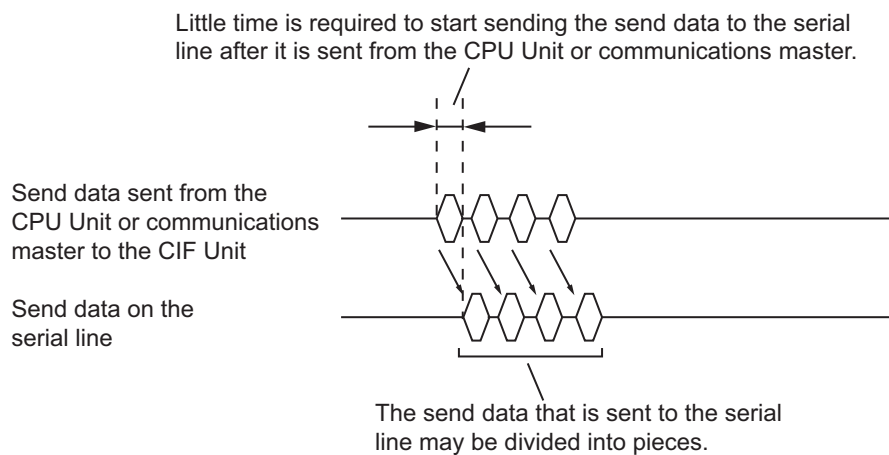 Little time is required to start sending the send data to the serial
line after it is sent from the CPU Unit or communications master.
Send data sent from the
CPU Unit or communications
master to the CIF Unit
Send data on the
serial line
The send data that is sent to the serial
line may be divided into pieces.